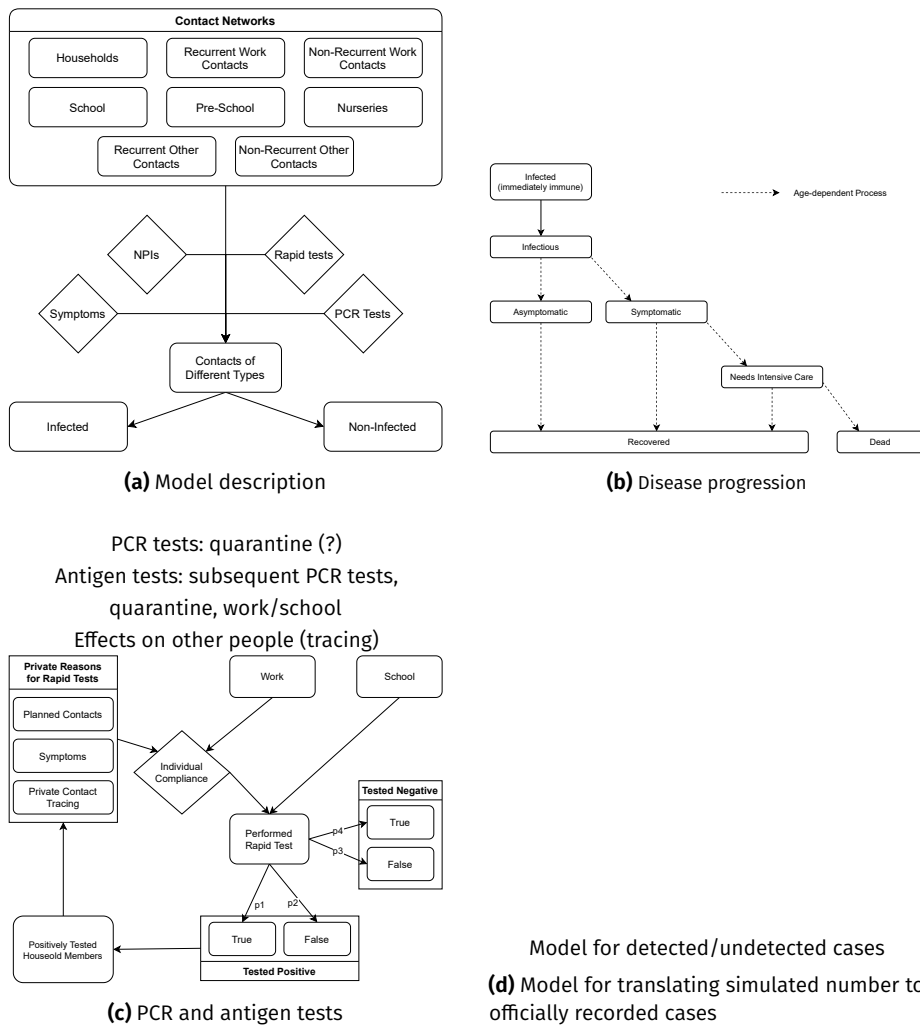 Contact Networks
Households
Recurrent Work
Contacts
Non-Recurrent Work
Contacts
School
Pre-School
Nurseries
Recurrent Other
Contacts
Non-Recurrent Other
Contacts
NPIs
Rapid tests
Symptoms
PCR Tests
Contacts of
Different Types
Infected
Non-Infected
(a) Model description
Infected
(immediately immune)
Age-dependent Process
Infectious
Asymptomatic
Symptomatic
Needs Intensive Care
Recovered
Dead
(b) Disease progression
PCR tests: quarantine (?)
Antigen tests: subsequent PCR tests,
quarantine, work/school
Effects on other people (tracing)
Private Reasons
for Rapid Tests
Planned Contacts
Symptoms
Private Contact
Tracing
Work
School
Individual
Compliance
Performed
Rapid Test
Tested Negative
True
False
p4
p3
p1
p2
True
False
Tested Positive
Positively Tested
Houseold Members
(c) PCR and antigen tests
Model for detected/undetected cases
(d) Model for translating simulated number to
officially recorded cases